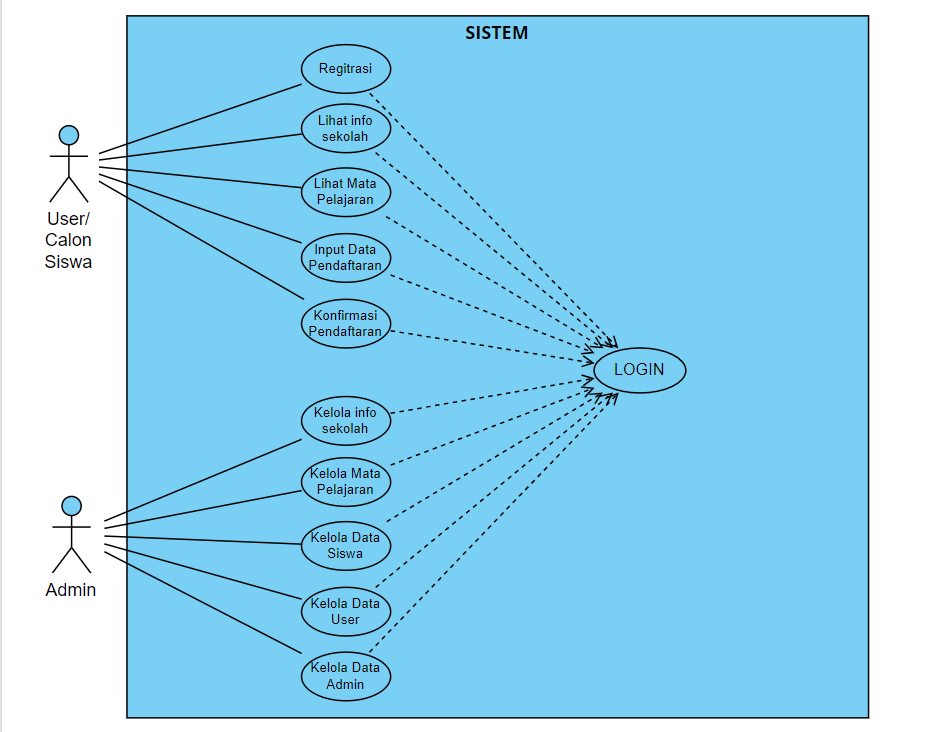 SISTEM
Regitrasi
Lihat info
sekolah
Lihat Mata
Pelajaran
Input Data
Pendaftaran
Konfirmasi
Pendaftaran
User/
Calon
Siswa
LOGIN
Kelola info
sekolah
Kelola Mata
Pelajaran
Kelola Data
Siswa
Kelola Data
User
Kelola Data
Admin
Admin